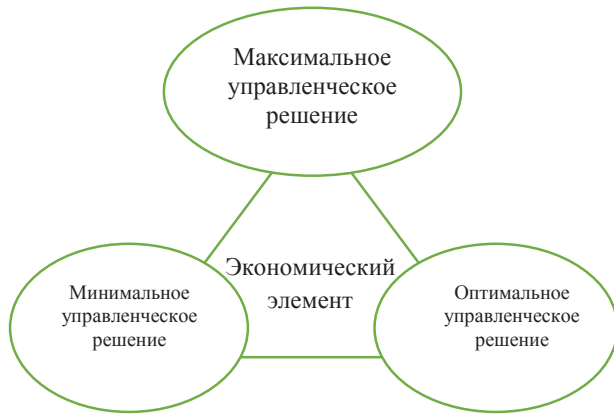 Максимальное
управленческое
решение
Экономический
элемент
Минимальное
управленческое
решение
Оптимальное
управленческое
решение